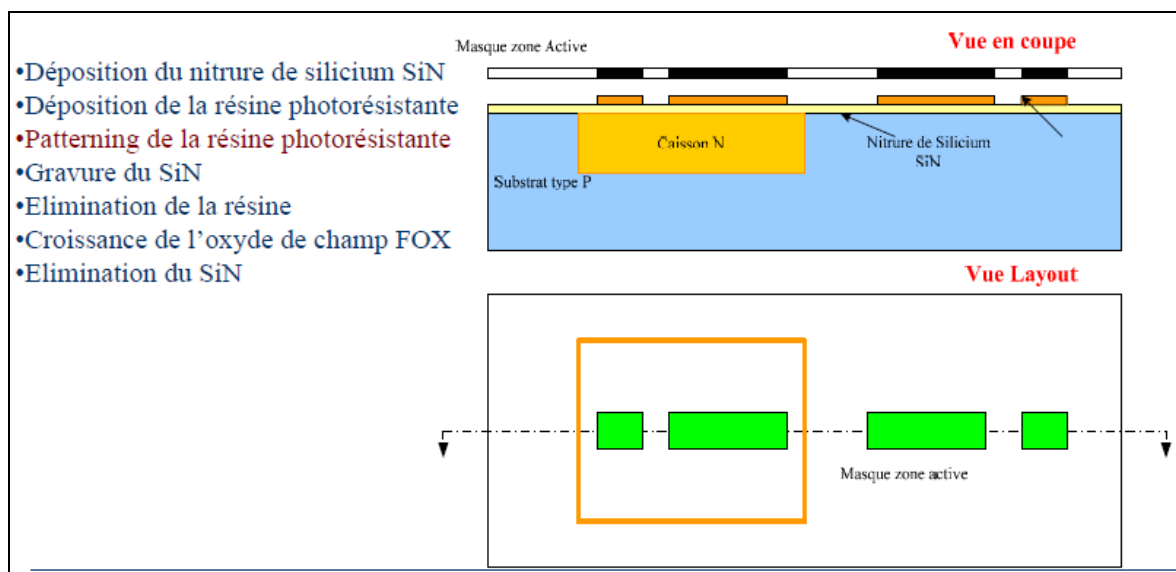 •Déposition du nitrure de silicium SiN
•Déposition de la résine photorésistante
•Patterning de la résine photorésistante
•Gravure du SiN
•Elimination de la résine
•Croissance de l'oxyde de champ FOX
•Elimination du SiN
Masque zone Active
Vue en coupe
Caisson N
Nitrure de Silicium
SiN
Substrat type P
Vue Layout
Masque zone active